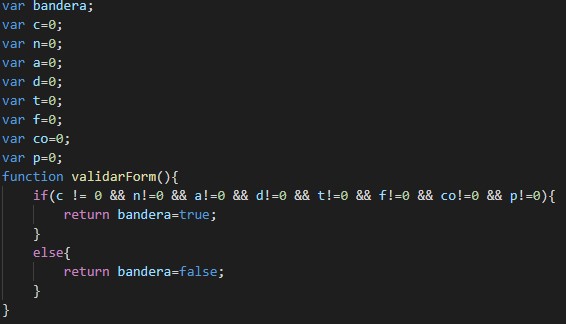 var bandera;
var c=0;
var n=0;
var a=0;
var d=0;
var t=0;
var f=0;
var co=0;
var p=0;
function validarForm(){
    if(c != 0 && n!=0 && a!=0 && d!=0 && t!=0 && f!=0 && co!=0 && p!=0){
        return bandera=true;
    }
    else{
        return bandera=false;
    }
}